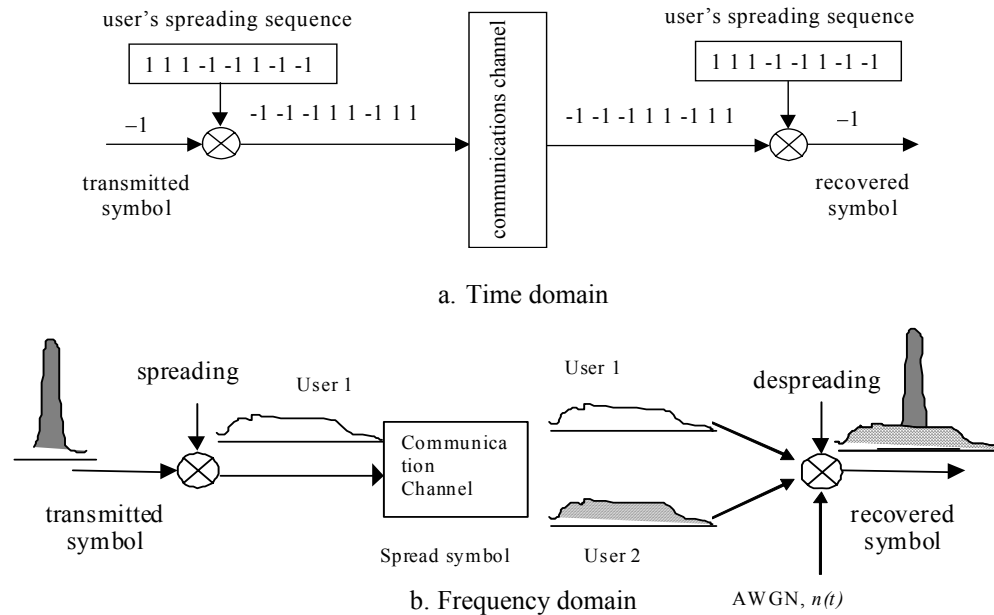 user's spreading sequence
user's spreading sequence
1 1 1 -1 -1 1 -1 -1
1 1 1 -1 -1 1 -1 -1
–1
-1 -1 -1 1 1 -1 1 1
communications channel
-1 -1 -1 1 1 -1 1 1
–1
transmitted
symbol
recovered
symbol
a. Time domain
spreading
User 1
User 1
despreading
Communica
tion
Channel
transmitted
symbol
Spread symbol
User 2
recovered
symbol
b. Frequency domain
AWGN, n(t)